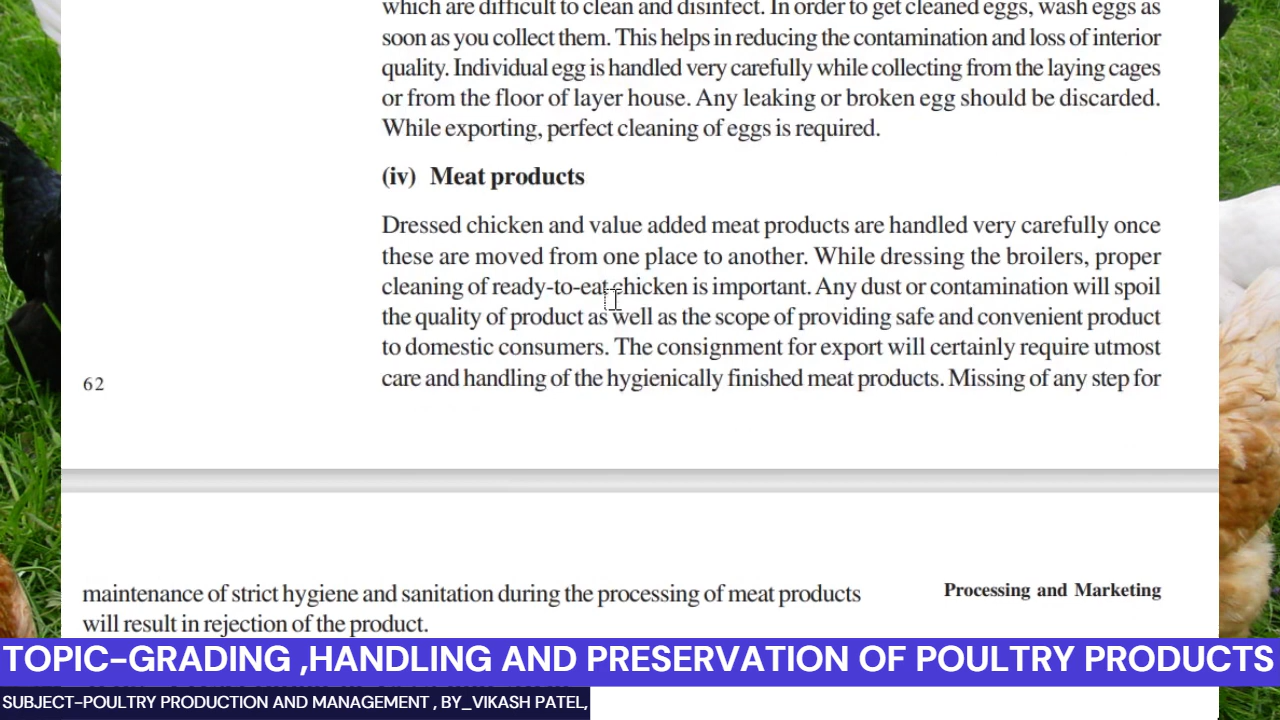 which are difficult to clean and disinfect. In order to get cleaned eggs, wash eggs as
soon as you collect them. This helps in reducing the contamination and loss of interior
quality. Individual egg is handled very carefully while collecting from the laying cages
or from the floor of layer house. Any leaking or broken egg should be discarded.
While exporting, perfect cleaning of eggs is required.
(iv) Meat products
Dressed chicken and value added meat products are handled very carefully once
these are moved from one place to another. While dressing the broilers, proper
cleaning of ready-to-eat chicken is important. Any dust or contamination will spoil
the quality of product as well as the scope of providing safe and convenient product
to domestic consumers. The consignment for export will certainly require utmost
care and handling of the hygienically finished meat products. Missing of any step for
62
maintenance of strict hygiene and sanitation during the processing of meat products
will result in rejection of the product.
Processing and Marketing
TOPIC-GRADING ,HANDLING AND PRESERVATION OF POULTRY PRODUCTS
SUBJECT-POULTRY PRODUCTION AND MANAGEMENT , BY_VIKASH PATEL,